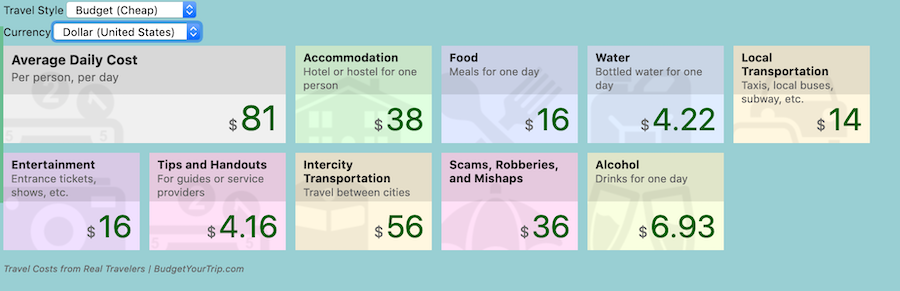 Travel Style Budget (Cheap)
Currency Dollar (United States)
Average Daily Cost
Per person, per day
$ 81
Accommodation
Hotel or hostel for one
person
$ 38
Food
Meals for one day
$ 16
Water
Bottled water for one
day
$ 4.22
Local
Transportation
Taxis, local buses,
subway, etc.
$ 14
Entertainment
Entrance tickets,
shows, etc.
$ 16
Tips and Handouts
For guides or service
providers
$ 4.16
Intercity
Transportation
Travel between cities
$ 56
Scams, Robberies,
and Mishaps
$ 36
Alcohol
Drinks for one day
$ 6.93
Travel Costs from Real Travelers | BudgetYourTrip.com